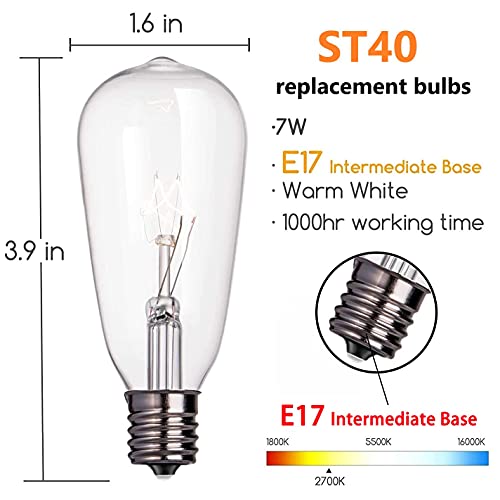 1.6 in
3.9 in
ST40
replacement bulbs
•7W
• E17 Intermediate Base
• Warm White
• 1000hr working time
E17 Intermediate Base
1800K 5500K 16000K
2700K